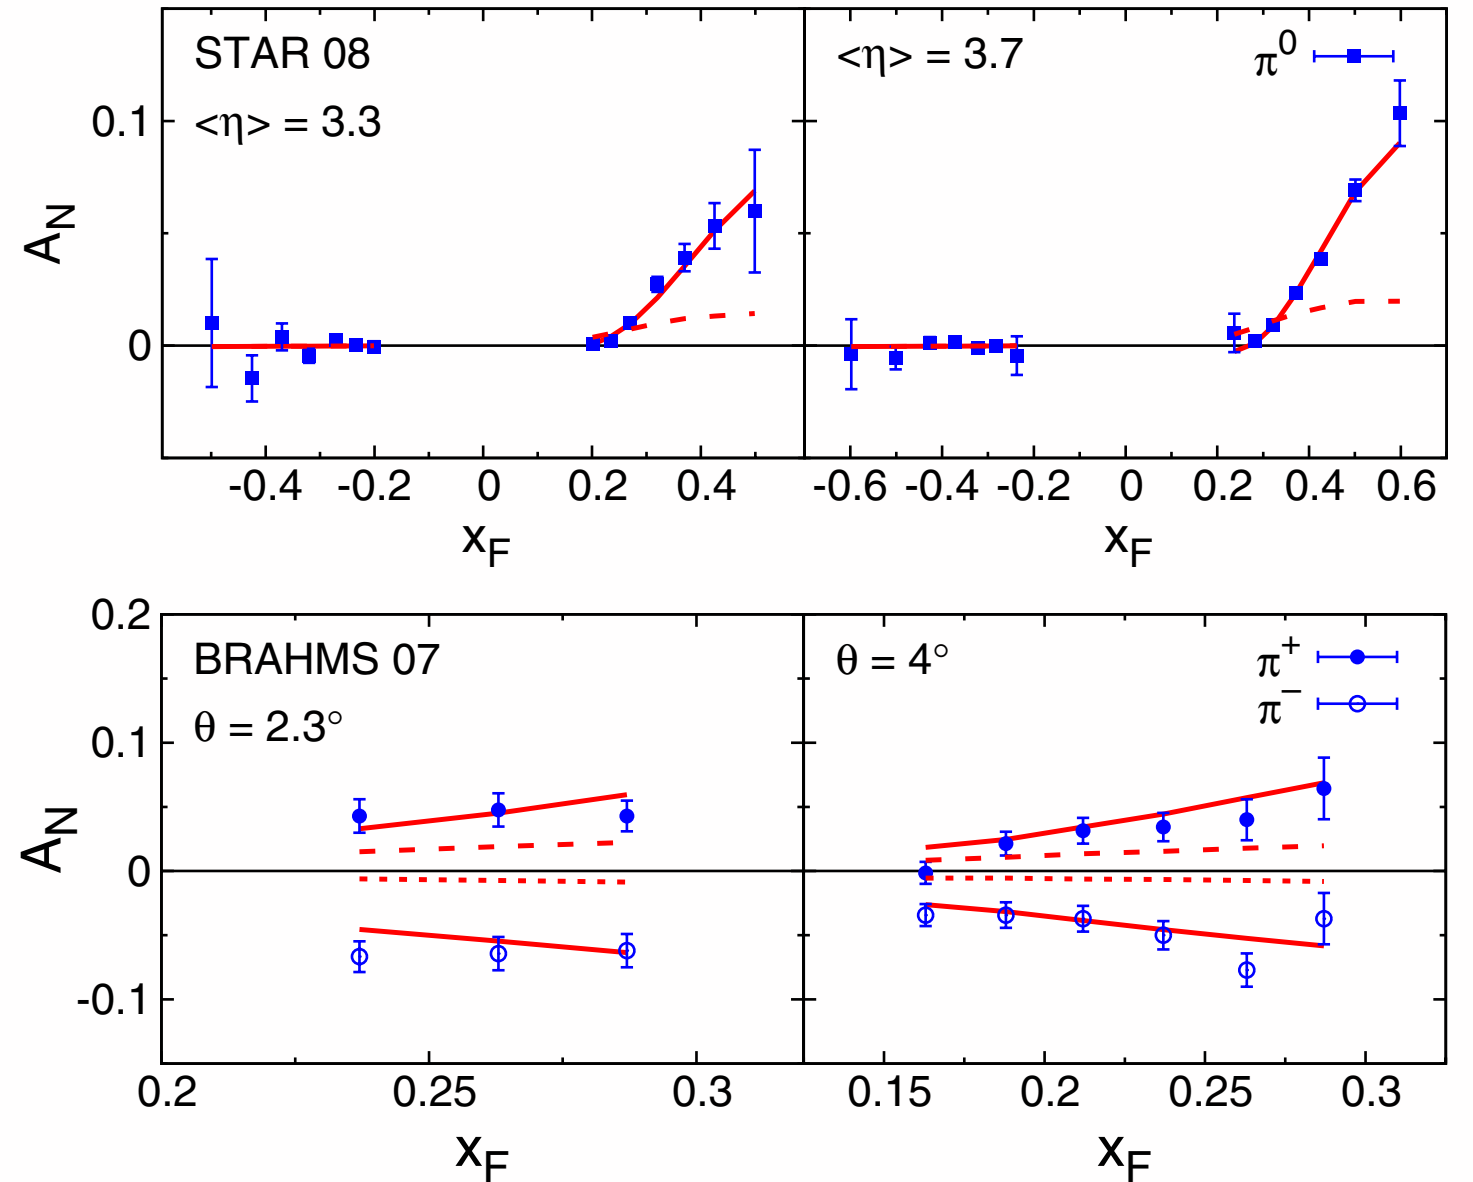 STAR 08
<η> = 3.3
<η> = 3.7
π⁰
A_N
0.1
0
-0.4 -0.2 0 0.2 0.4
-0.6 -0.4 -0.2 0 0.2 0.4 0.6
x_F
x_F
BRAHMS 07
θ = 2.3°
θ = 4°
π⁺
π⁻
A_N
0.2
0.1
0
-0.1
0.2 0.25 0.3
0.15 0.2 0.25 0.3
x_F
x_F